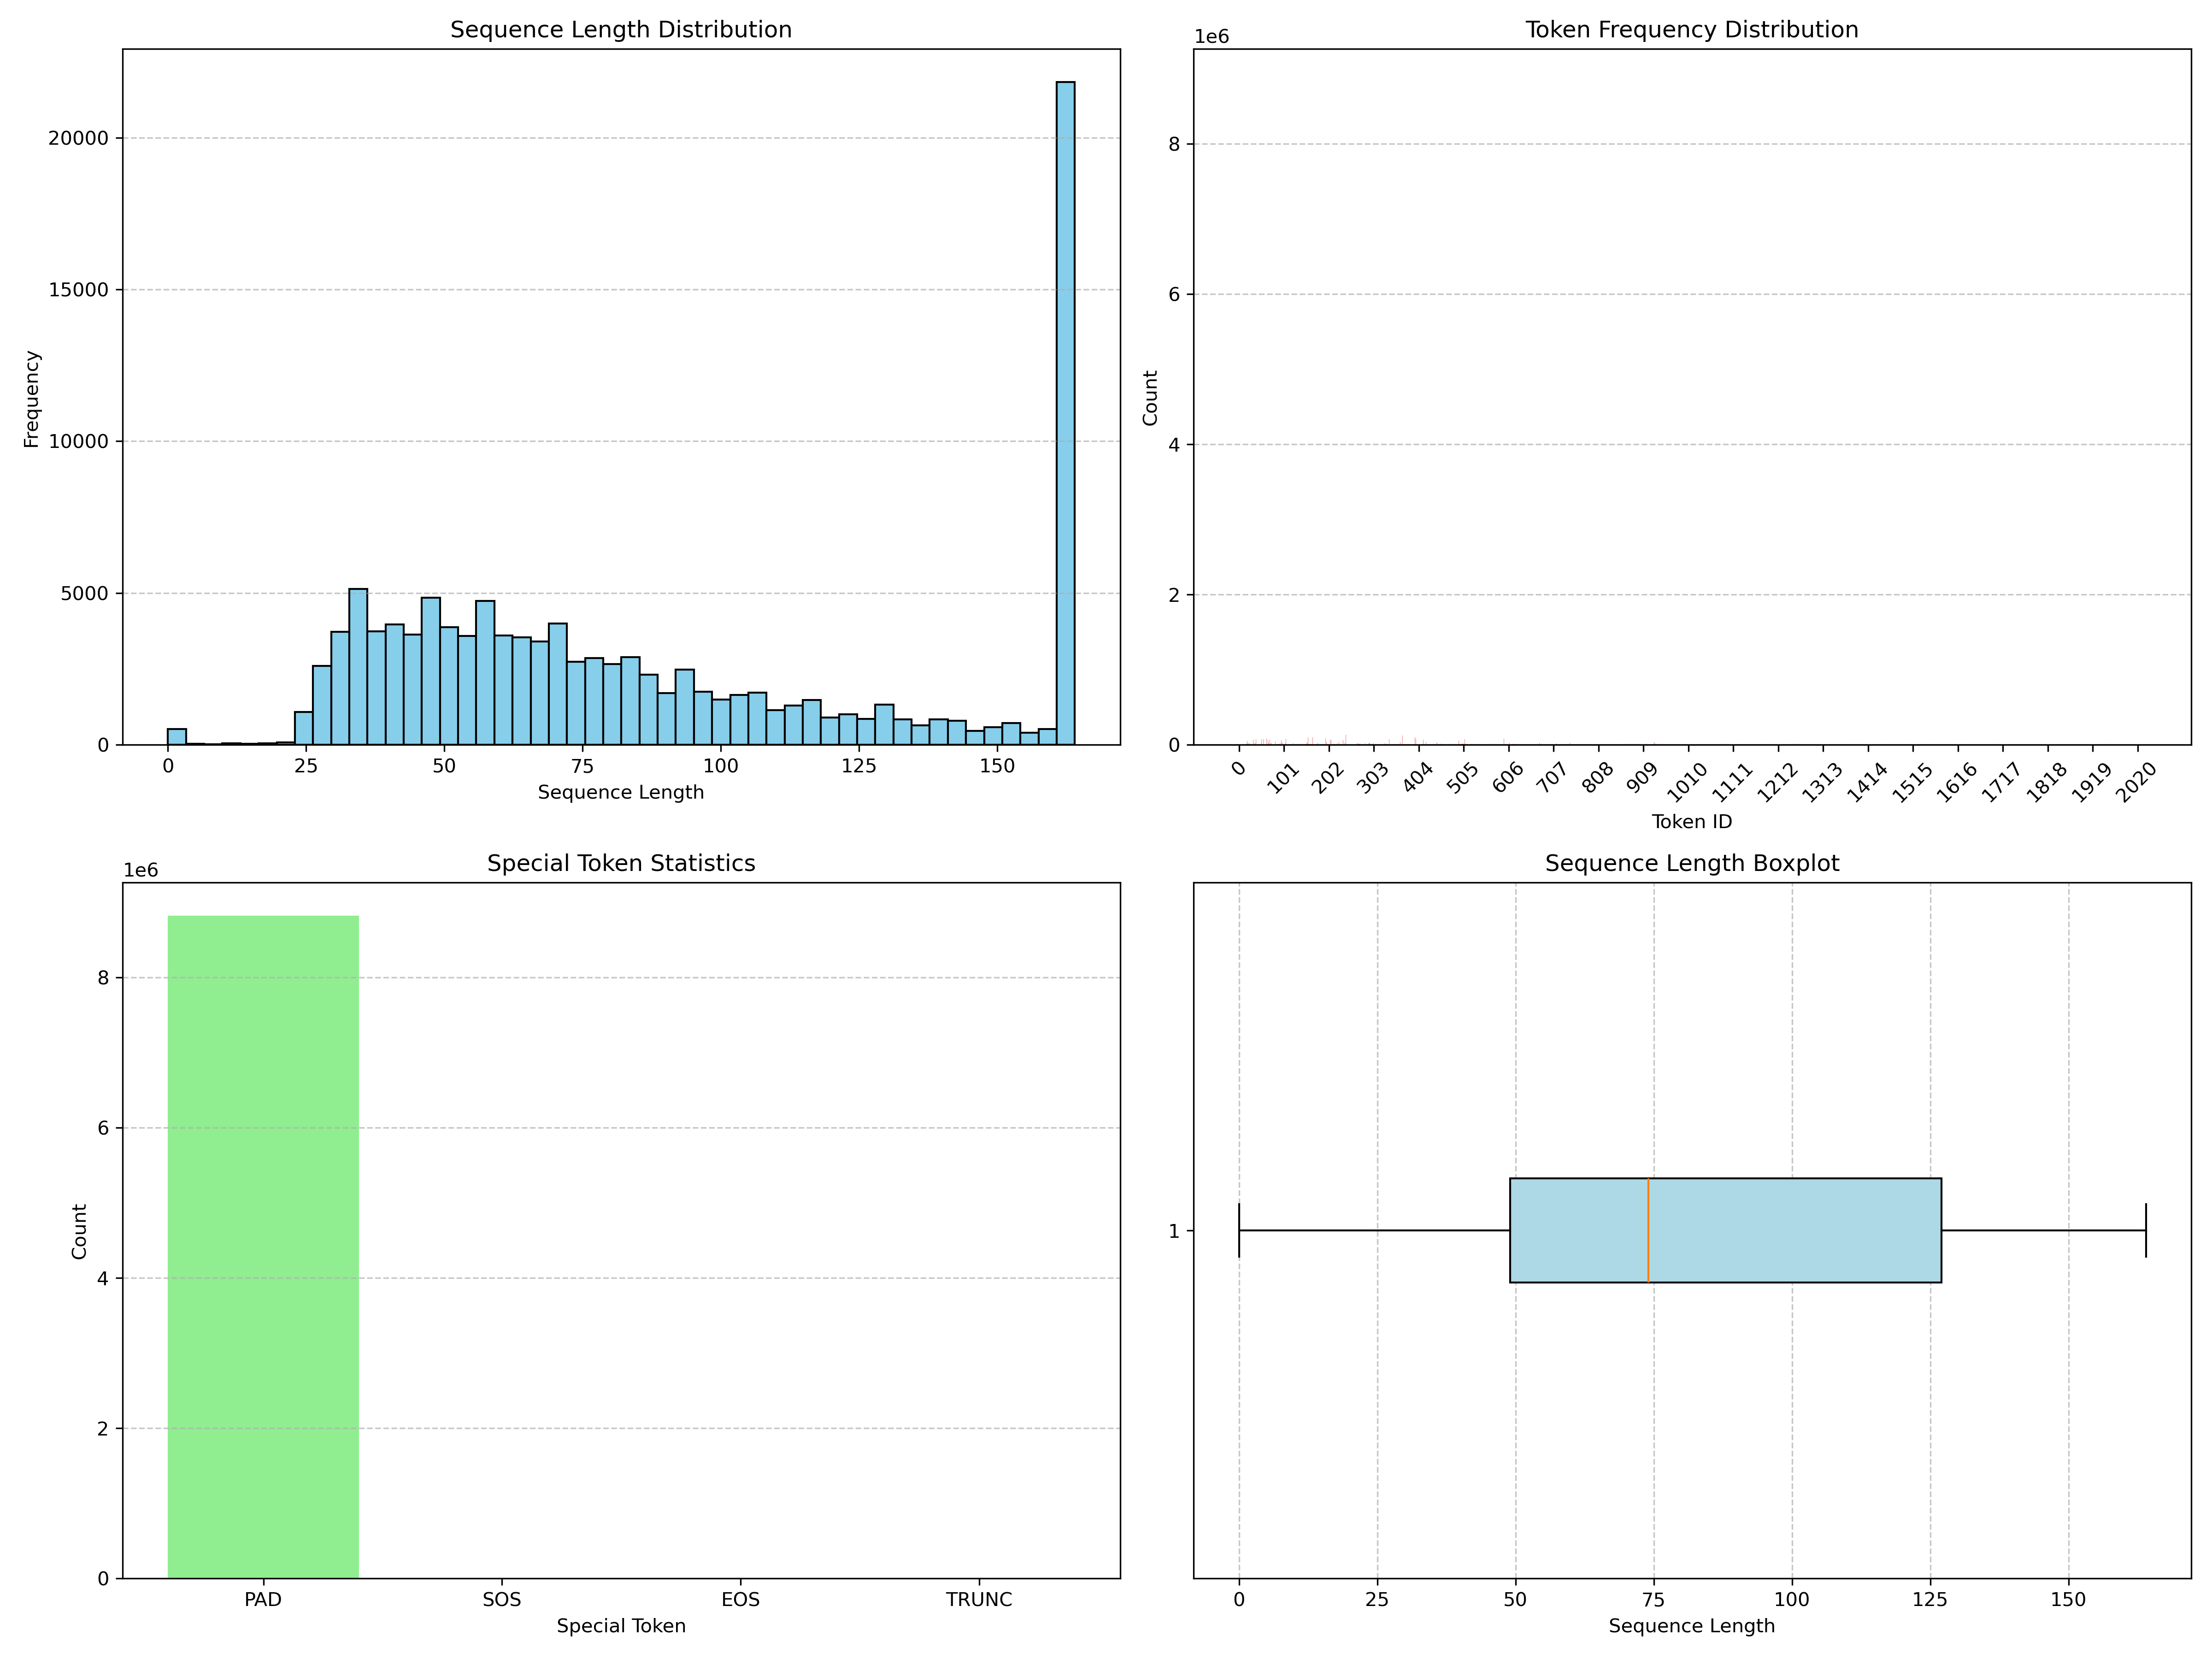 Sequence Length Distribution
Frequency
20000
15000
10000
5000
0
0 25 50 75 100 125 150
Sequence Length
Token Frequency Distribution
1e6
Count
8
6
4
2
0
0 101 202 303 404 505 606 707 808 909 1010 1111 1212 1313 1414 1515 1616 1717 1818 1919 2020
Token ID
Special Token Statistics
1e6
Count
8
6
4
2
0
PAD SOS EOS TRUNC
Special Token
Sequence Length Boxplot
1
0 25 50 75 100 125 150
Sequence Length